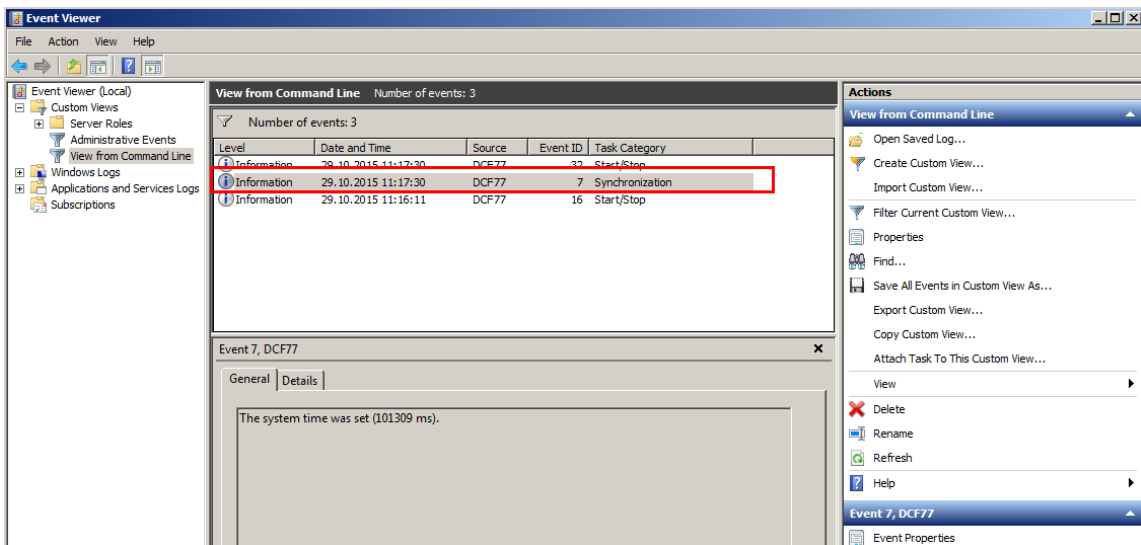 Event Viewer
File Action View Help
Event Viewer (Local)
Custom Views
Server Roles
Administrative Events
View from Command Line
Windows Logs
Applications and Services Logs
Subscriptions
View from Command Line Number of events: 3
Number of events: 3
Level Date and Time Source Event ID Task Category
Information 29.10.2015 11:17:30 DCF77 32 Start/Stop
Information 29.10.2015 11:17:30 DCF77 7 Synchronization
Information 29.10.2015 11:16:11 DCF77 16 Start/Stop
Event 7, DCF77
General Details
The system time was set (101309 ms).
Actions
View from Command Line
Open Saved Log...
Create Custom View...
Import Custom View...
Filter Current Custom View...
Properties
Find...
Save All Events in Custom View As...
Export Custom View...
Copy Custom View...
Attach Task To This Custom View...
View
Delete
Rename
Refresh
Help
Event 7, DCF77
Event Properties